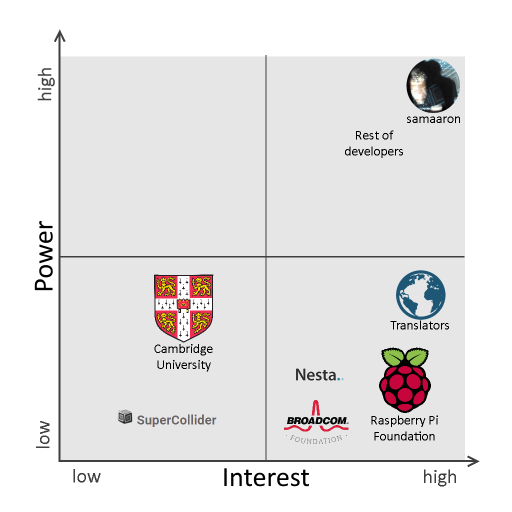 high
samaaron
Rest of
developers
Power
Translators
Cambridge
University
Nesta..
BROADCOM.
FOUNDATION
Raspberry Pi
Foundation
SuperCollider
low
low
Interest
high